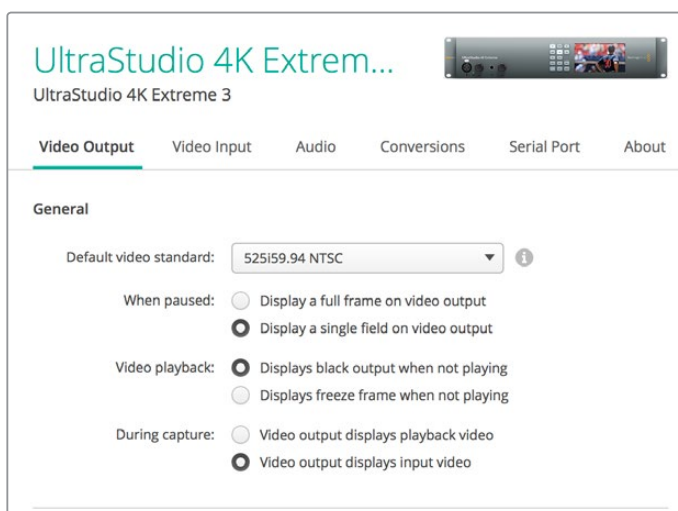 UltraStudio 4K Extrem...
UltraStudio 4K Extreme 3
Video Output Video Input Audio Conversions Serial Port About
General
Default video standard: 525i59.94 NTSC
When paused: Display a full frame on video output
Display a single field on video output
Video playback: Displays black output when not playing
Displays freeze frame when not playing
During capture: Video output displays playback video
Video output displays input video